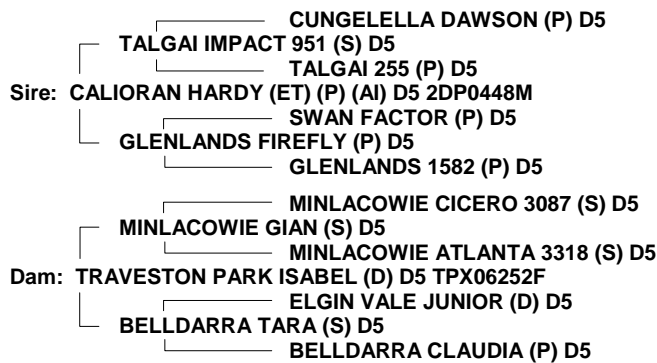 CUNGELELLA DAWSON (P) D5
TALGAI IMPACT 951 (S) D5
TALGAI 255 (P) D5
Sire: CALIORAN HARDY (ET) (P) (AI) D5 2DP0448M
SWAN FACTOR (P) D5
GLENLANDS FIREFLY (P) D5
GLENLANDS 1582 (P) D5
MINLACOWIE CICERO 3087 (S) D5
MINLACOWIE GIAN (S) D5
MINLACOWIE ATLANTA 3318 (S) D5
Dam: TRAVESTON PARK ISABEL (D) D5 TPX06252F
ELGIN VALE JUNIOR (D) D5
BELLDARRA TARA (S) D5
BELLDARRA CLAUDIA (P) D5